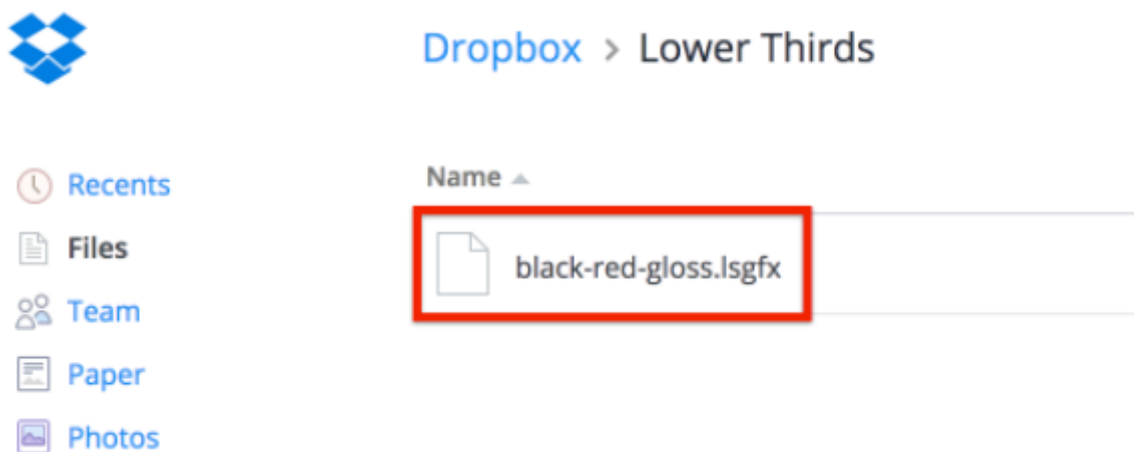 Dropbox > Lower Thirds
Recents
Files
Team
Paper
Photos
Name
black-red-gloss.lsgfx